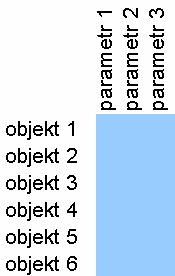 parametr 1
parametr 2
parametr 3
objekt 1
objekt 2
objekt 3
objekt 4
objekt 5
objekt 6